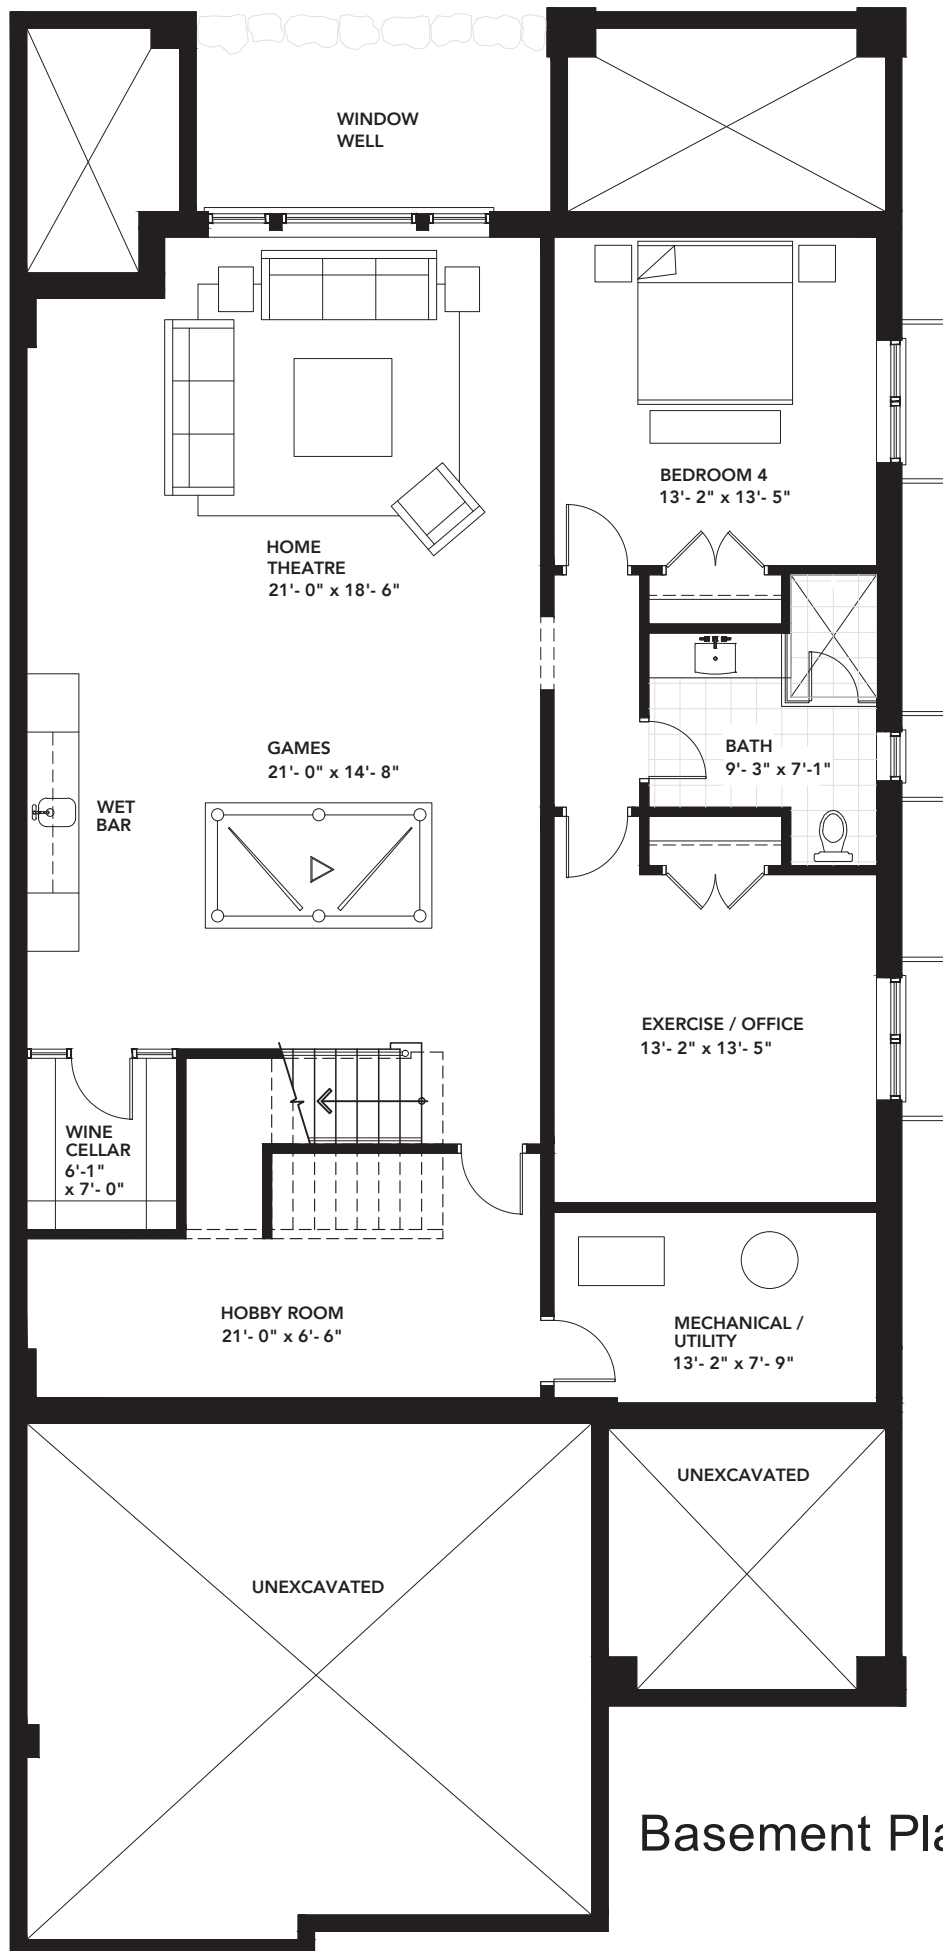 WINDOW
WELL
BEDROOM 4
13'- 2" x 13'- 5"
HOME
THEATRE
21'- 0" x 18'- 6"
GAMES
21'- 0" x 14'- 8"
BATH
9'- 3" x 7'-1"
WET
BAR
EXERCISE / OFFICE
13'- 2" x 13'- 5"
WINE
CELLAR
6'-1"
x 7'- 0"
HOBBY ROOM
21'- 0" x 6'- 6"
MECHANICAL /
UTILITY
13'- 2" x 7'- 9"
UNEXCAVATED
UNEXCAVATED
Basement Pla